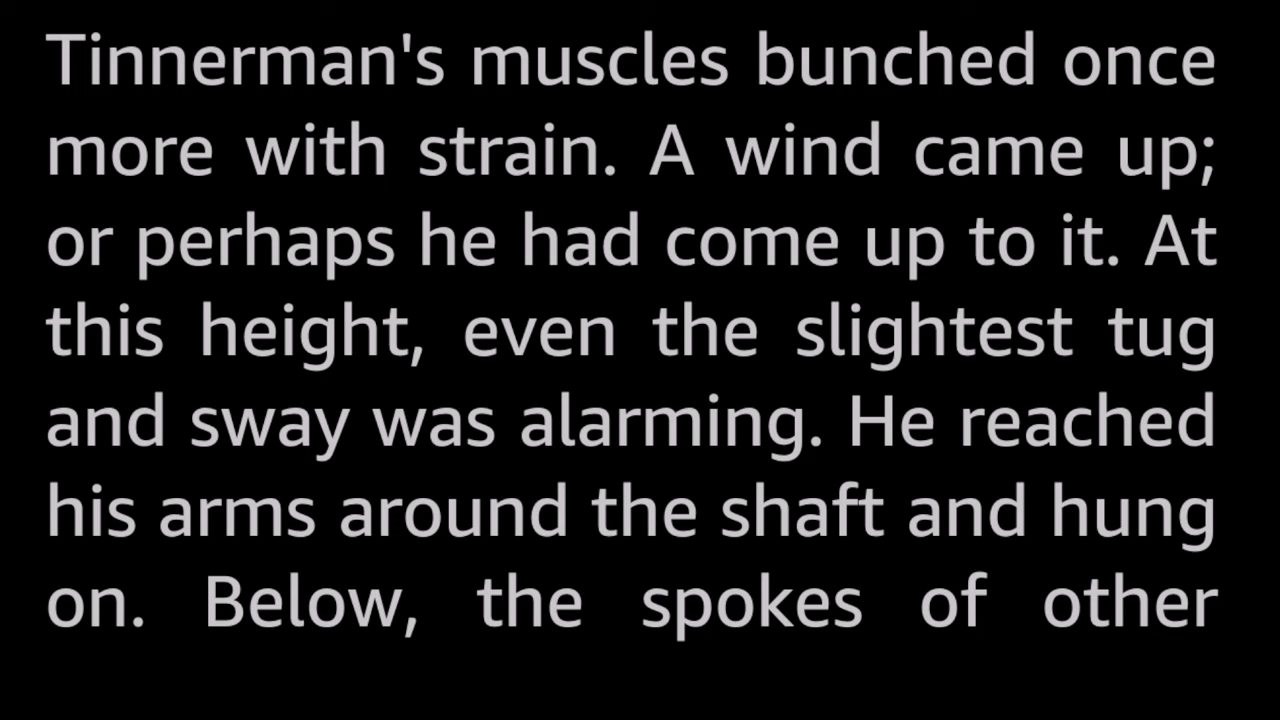 Tinnerman's muscles bunched once
more with strain. A wind came up;
or perhaps he had come up to it. At
this height, even the slightest tug
and sway was alarming. He reached
his arms around the shaft and hung
on. Below, the spokes of other